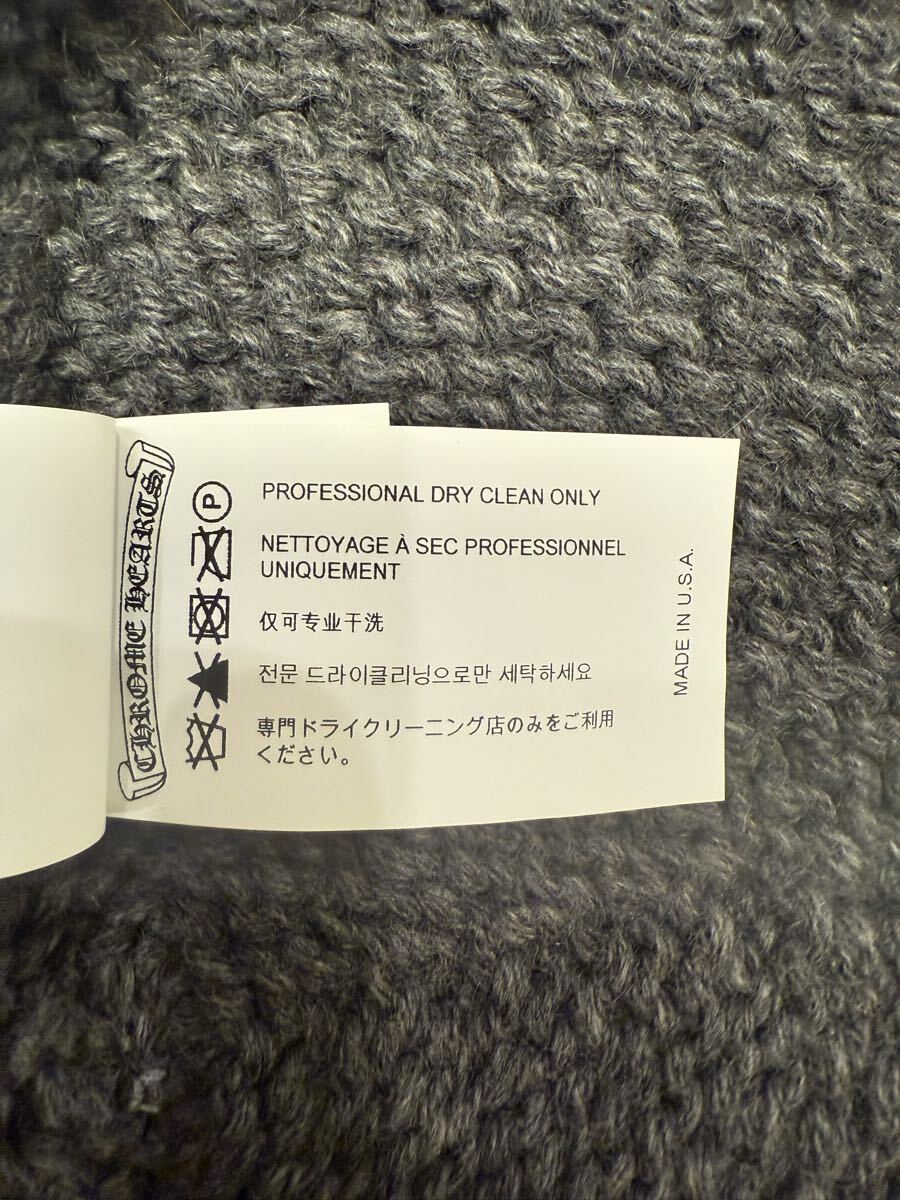 CHROME HEARTS
P
PROFESSIONAL DRY CLEAN ONLY
NETTOYAGE À SEC PROFESSIONNEL
UNIQUEMENT
仅可专业干洗
전문 드라이클리닝으로만 세탁하세요
専門ドライクリーニング店のみをご利用
ください。
MADE IN U.S.A.